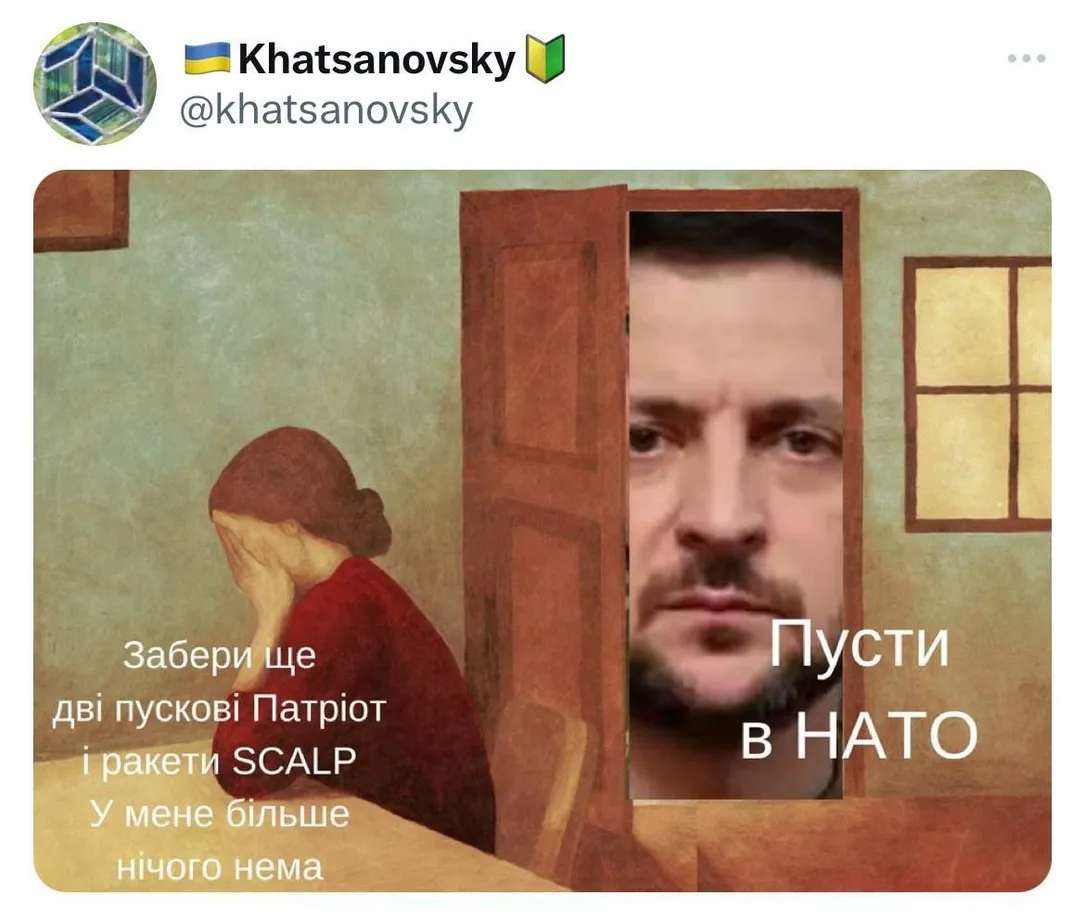 🇺🇦Khatsanovsky🔰
@khatsanovsky
Забери ще
дві пускові Патріот
і ракети SCALP
У мене більше
нічого нема
Пусти
в НАТО